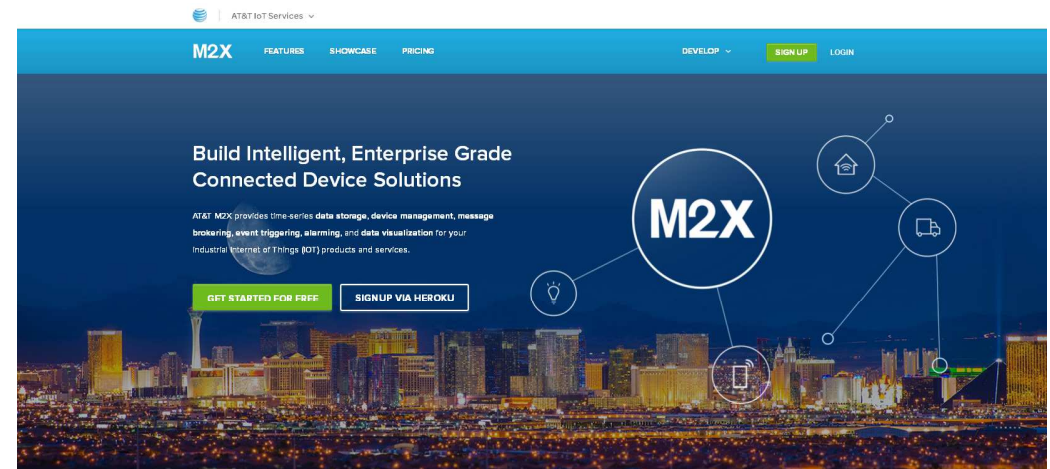 AT&T IoT Services
M2X FEATURES SHOWCASE PRICING DEVELOP SIGN UP LOGIN
Build Intelligent, Enterprise Grade
Connected Device Solutions
AT&T M2X provides time-series data storage, device management, message
brokering, event triggering, alarming, and data visualization for your
industrial Internet of Things (IOT) products and services.
GET STARTED FOR FREE SIGNUP VIA HEROKU
M2X